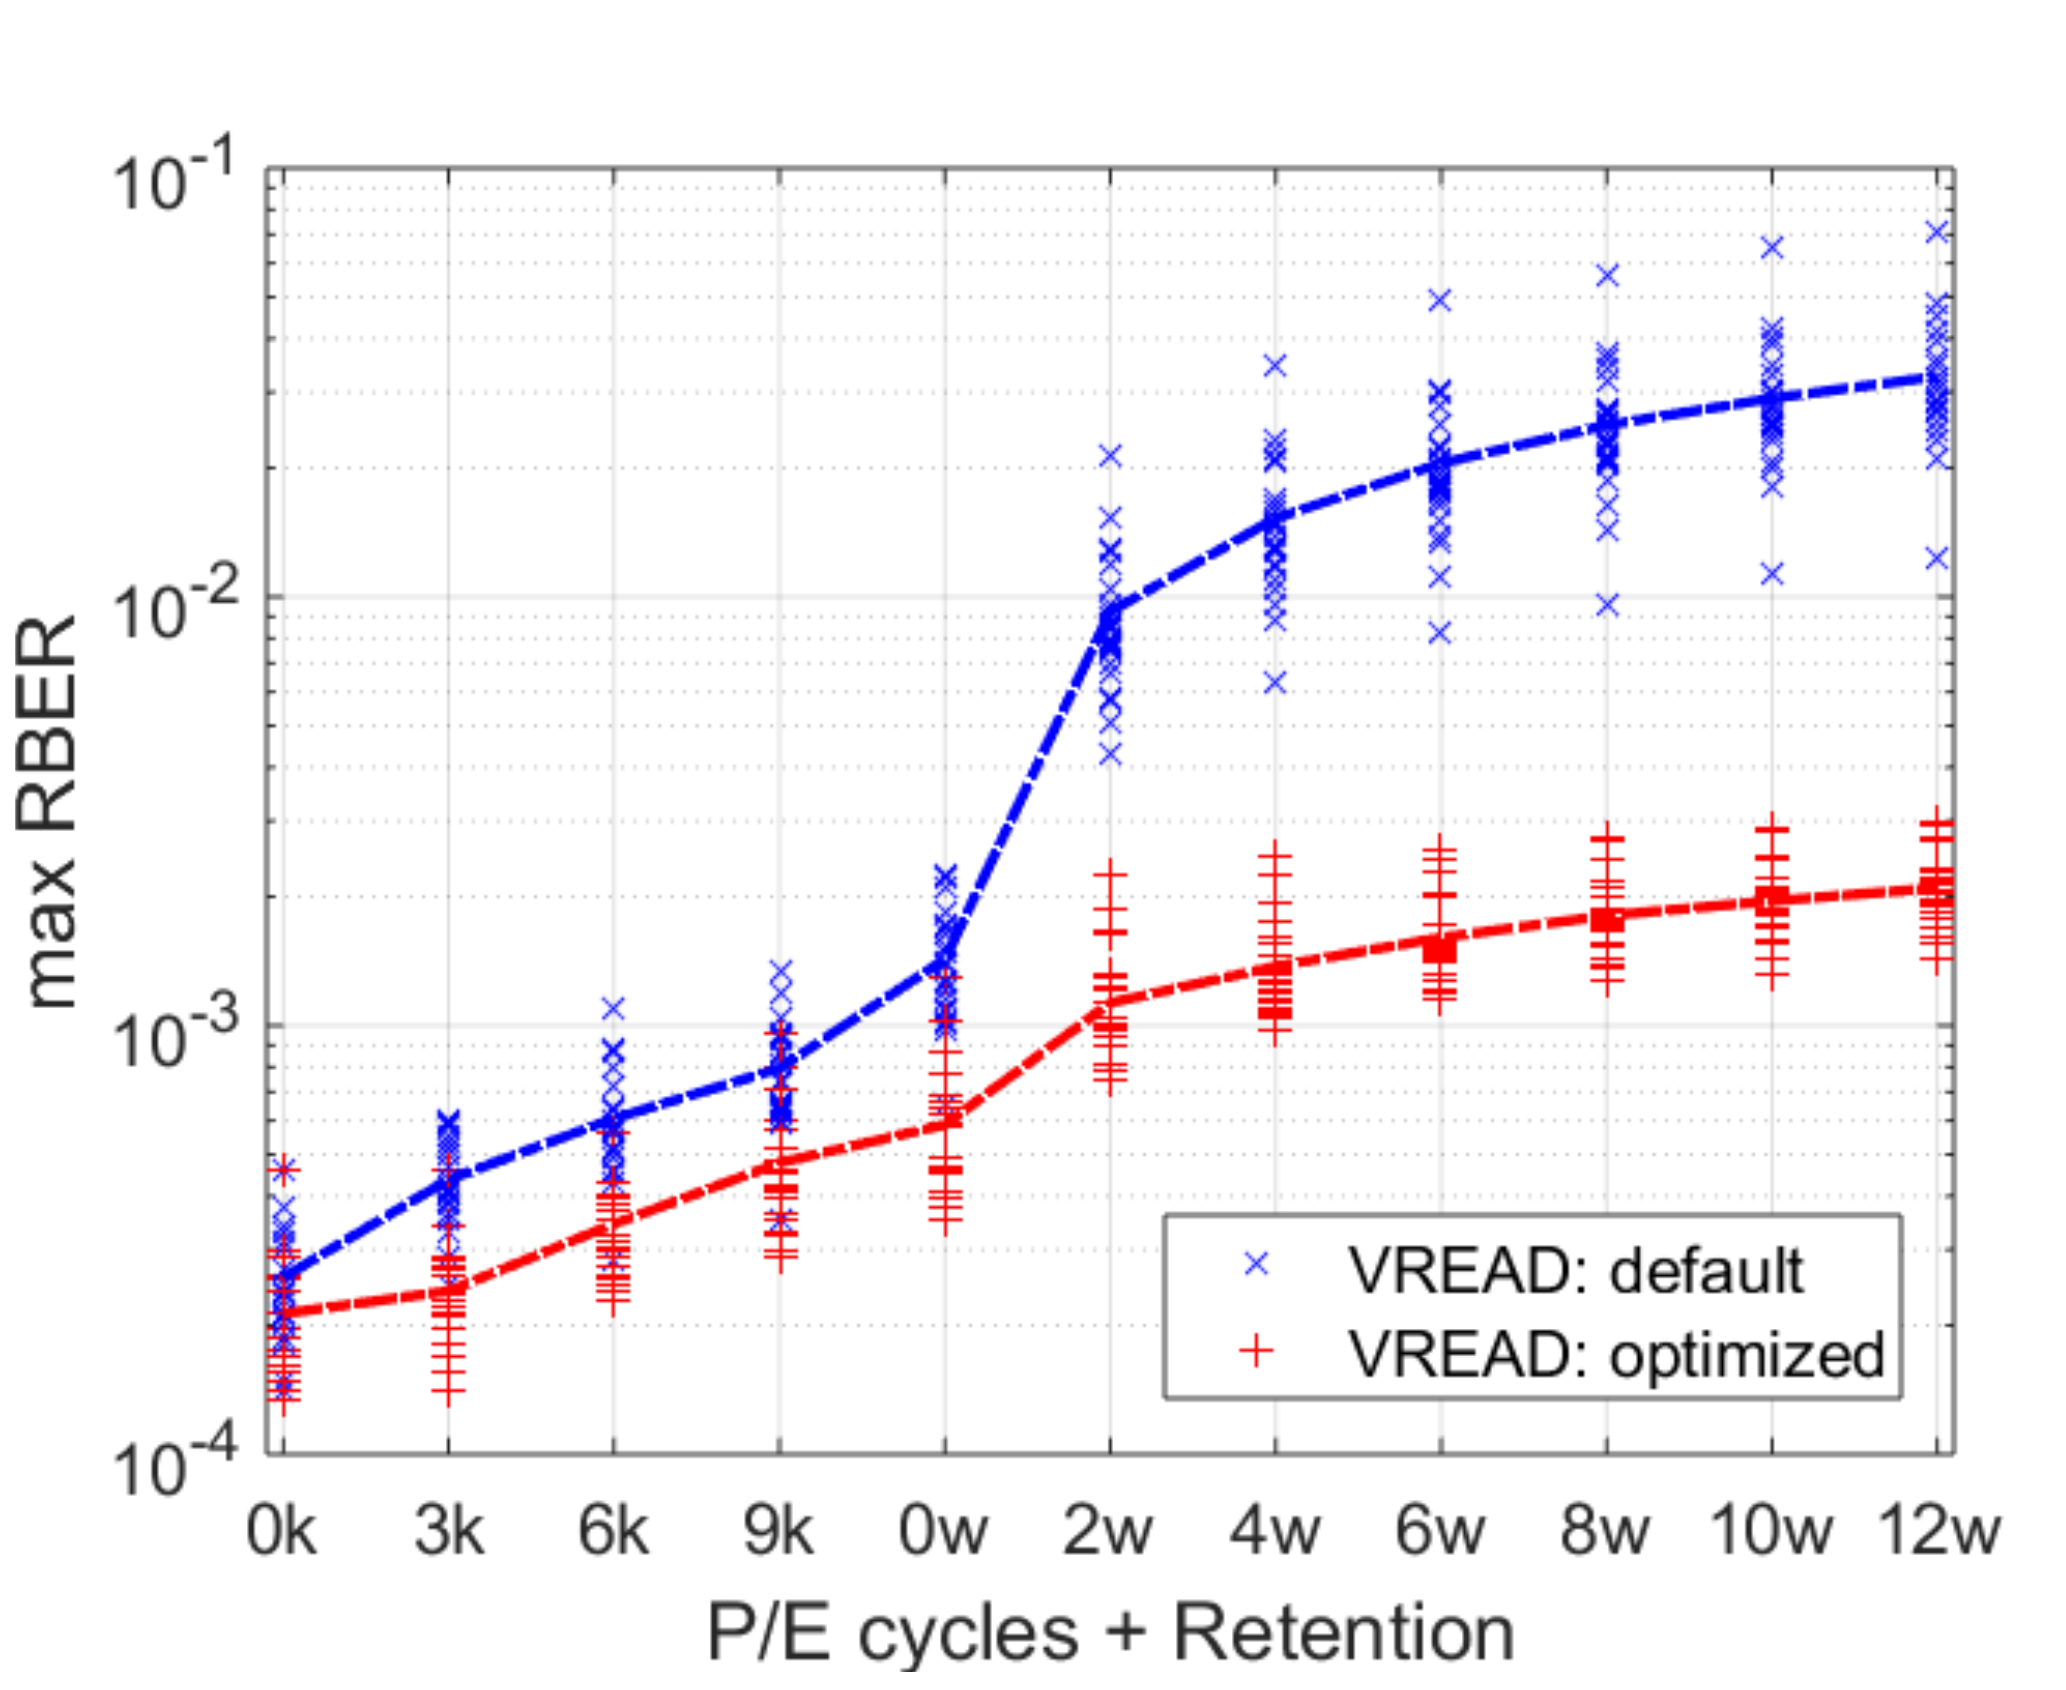 10^-1
10^-2
10^-3
10^-4
max RBER
VREAD: default
VREAD: optimized
0k 3k 6k 9k 0w 2w 4w 6w 8w 10w 12w
P/E cycles + Retention